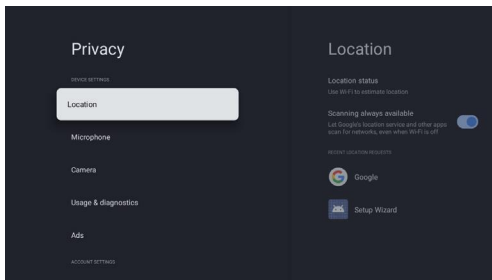 Privacy
DEVICE SETTINGS
Location
Microphone
Camera
Usage & diagnostics
Ads
ACCOUNT SETTINGS
Location
Location status
Use Wi-Fi to estimate location
Scanning always available
Let Google's location service and other apps
scan for networks, even when Wi-Fi is off
RECENT LOCATION REQUESTS
Google
Setup Wizard